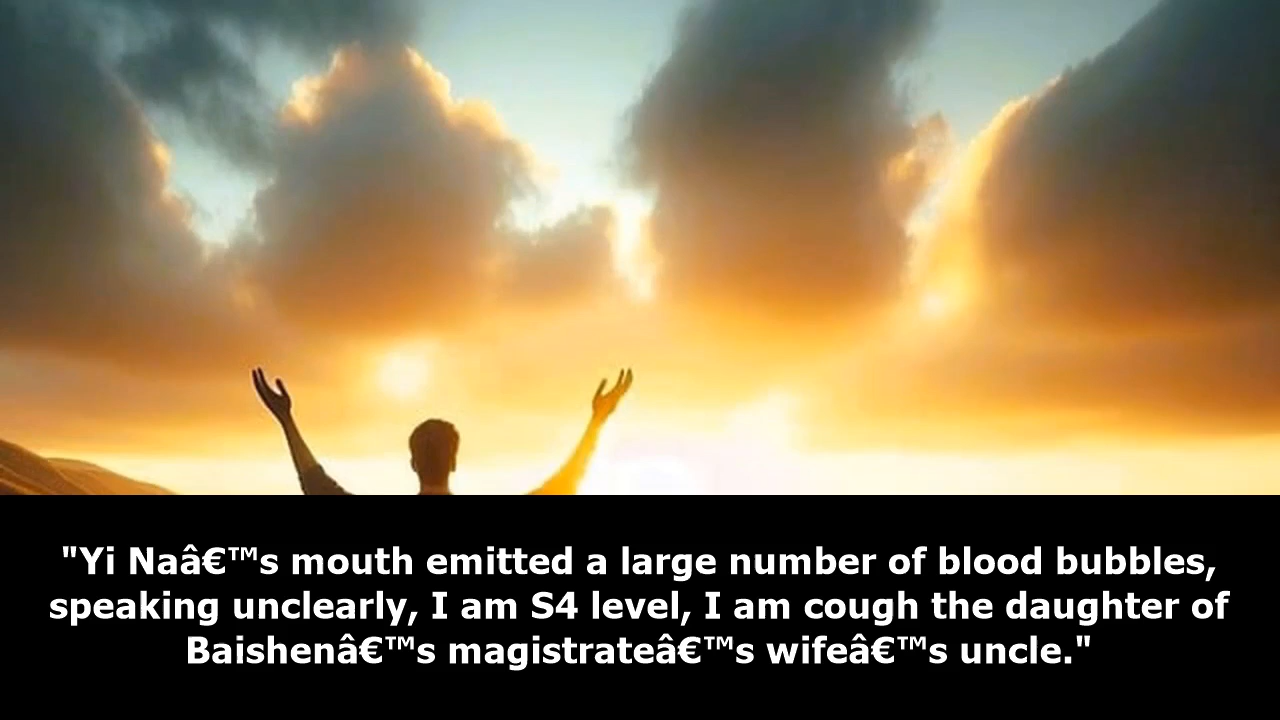 "Yi Naâ€™s mouth emitted a large number of blood bubbles,
speaking unclearly, I am S4 level, I am cough the daughter of
Baishenâ€™s magistrateâ€™s wifeâ€™s uncle."